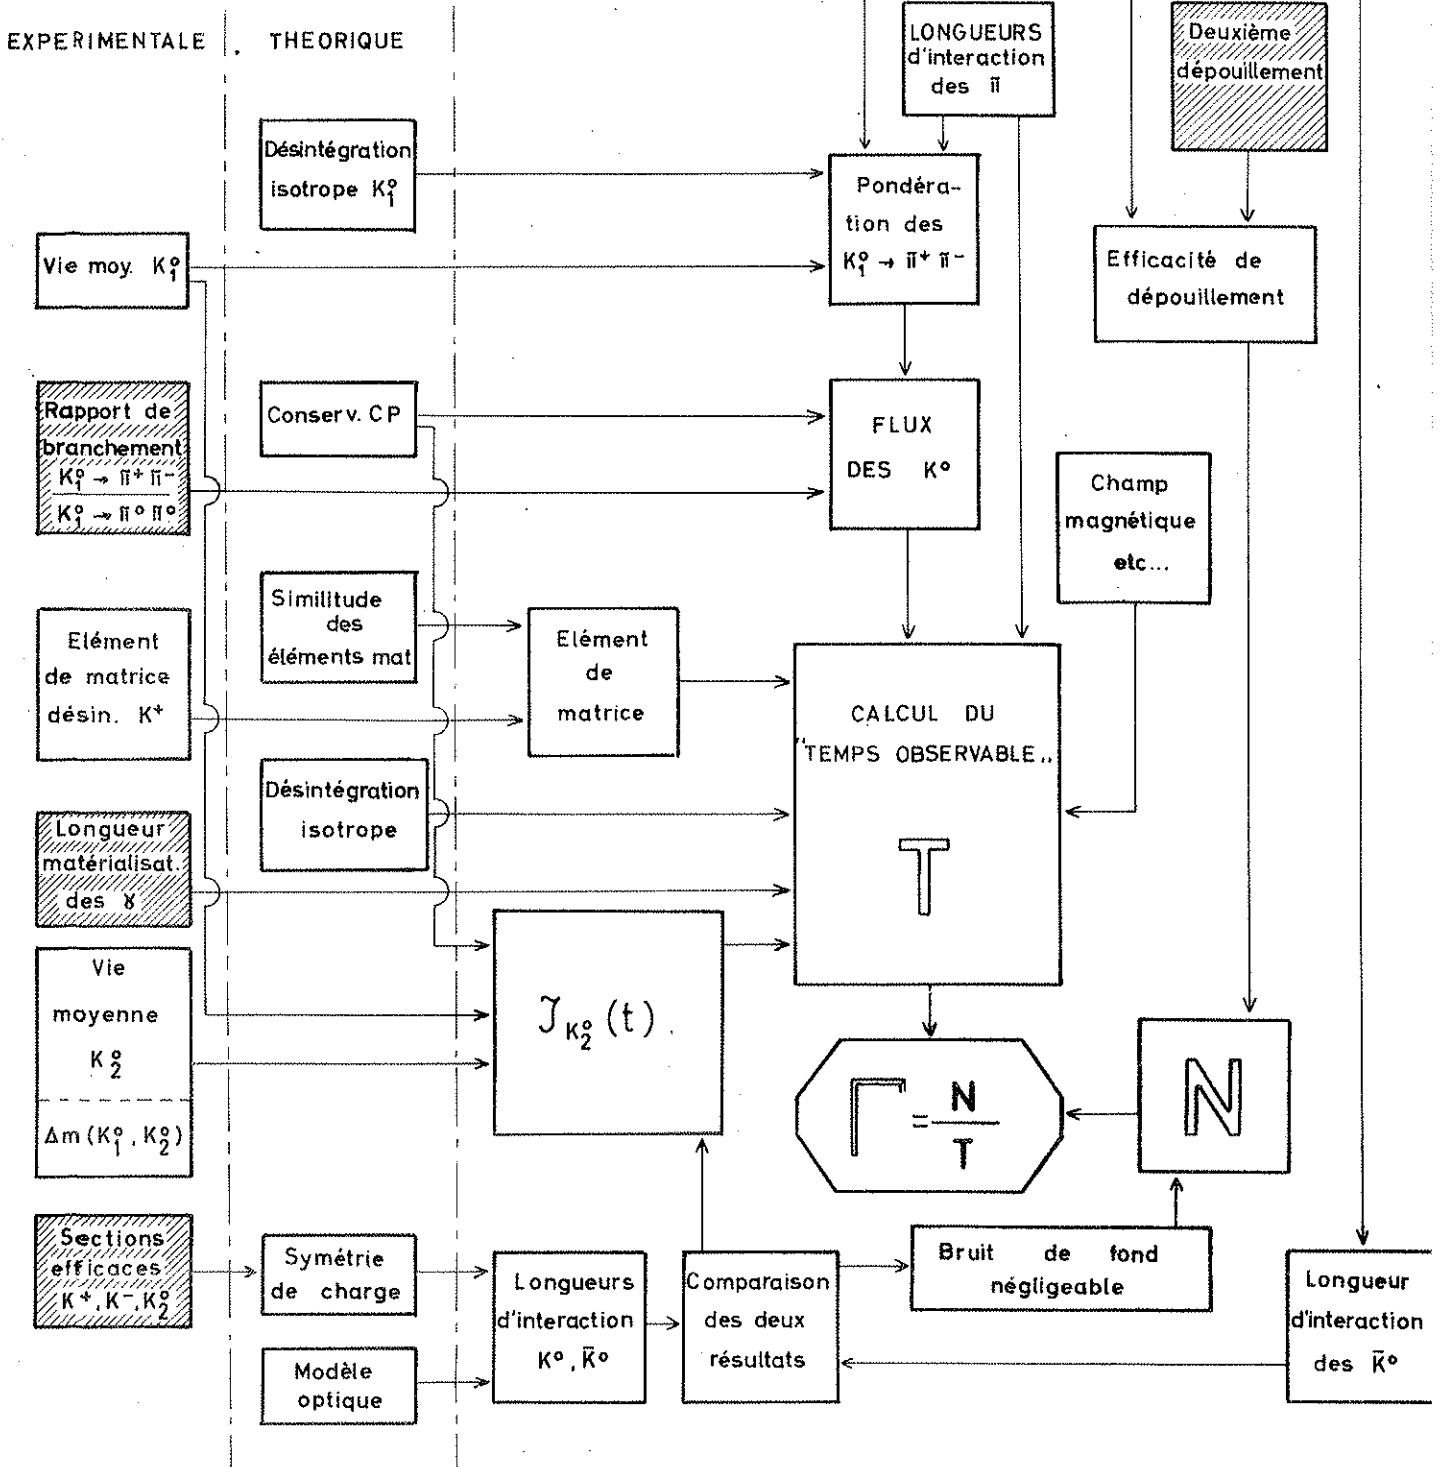 EXPERIMENTALE
THEORIQUE
LONGUEURS
d'interaction
des π
Deuxième
dépouillement
Désintégration
isotrope K₁⁰
Pondéra-
tion des
K₁⁰ → π⁺ π⁻
Vie moy. K₁⁰
Efficacité de
dépouillement
Rapport de
branchement
K₁⁰ → π⁺ π⁻
K₁⁰ → π⁰ π⁰
Conserv. CP
FLUX
DES K⁰
Champ
magnétique
etc...
Similitude
des
éléments mat
Elément
de matrice
désin. K⁺
Elément
de
matrice
CALCUL DU
"TEMPS OBSERVABLE"
T
Désintégration
isotrope
Longueur
matérialisat.
des γ
Vie
moyenne
K₂⁰
Δm (K₁⁰, K₂⁰)
J K₂⁰ (t)
Γ = N
T
N
Sections
efficaces
K⁺, K⁻, K₂⁰
Symétrie
de charge
Modèle
optique
Longueurs
d'interaction
K⁰, K̄⁰
Comparaison
des deux
résultats
Bruit de fond
négligeable
Longueur
d'interaction
des K̄⁰